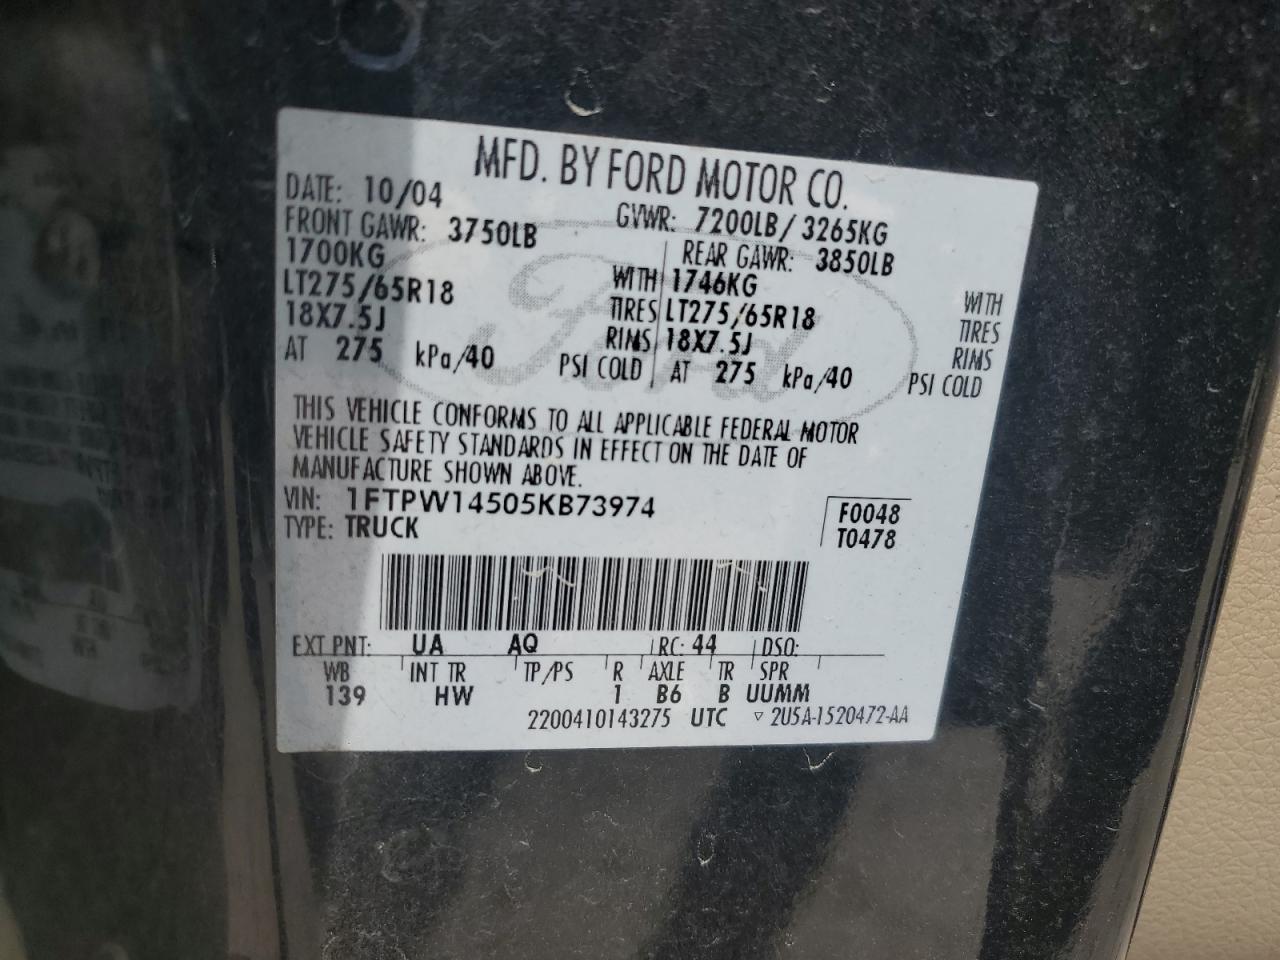 MFD. BY FORD MOTOR CO.
DATE: 10/04 GVWR: 7200LB / 3265KG
FRONT GAWR: 3750LB REAR GAWR: 3850LB
1700KG WITH 1746KG WITH
LT275/65R18 TIRES LT275/65R18 TIRES
18X7.5J RIMS 18X7.5J RIMS
AT 275 kPa/40 PSI COLD AT 275 kPa/40 PSI COLD
Ford
THIS VEHICLE CONFORMS TO ALL APPLICABLE FEDERAL MOTOR
VEHICLE SAFETY STANDARDS IN EFFECT ON THE DATE OF
MANUFACTURE SHOWN ABOVE.
VIN: 1FTPW14505KB73974 F0048
TYPE: TRUCK T0478
EXT PNT: UA AQ RC: 44 DSO:
WB INT TR TP/PS R AXLE TR SPR
139 HW 1 B6 B UUMM
2200410143275 UTC ▽ 2U5A-1520472-AA